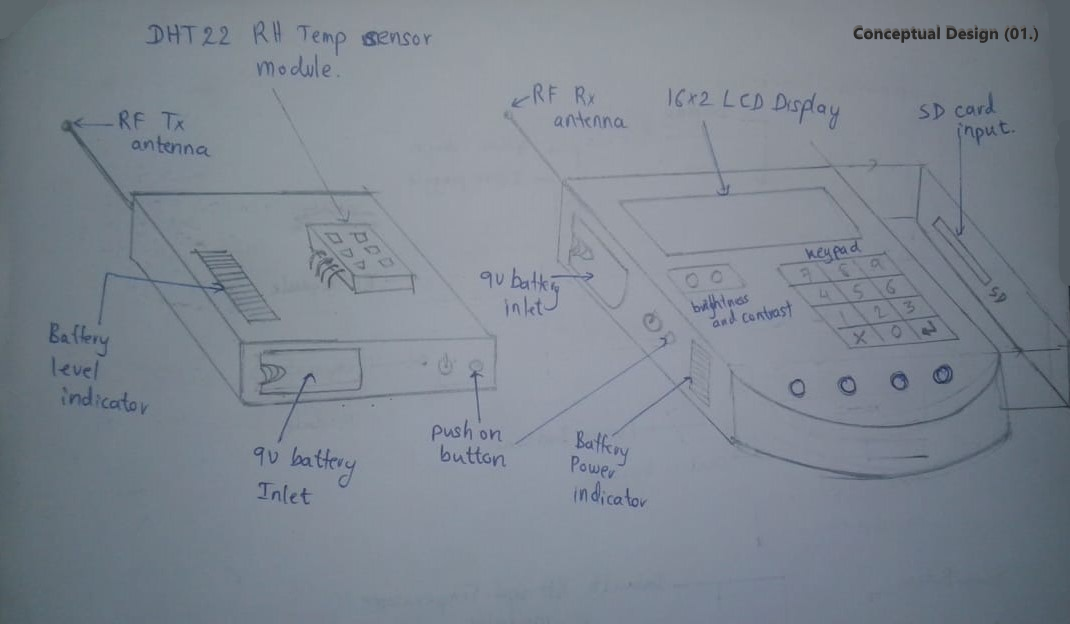 Conceptual Design (01.)
DHT22 RH Temp sensor
module.
RF Tx
antenna
RF Rx
antenna
16x2 LCD Display
SD card
input.
Battery
level
indicator
9v battery
Inlet
push on
button
9v battery
inlet
brightness
and contrast
keypad
7 8 9
4 5 6
1 2 3
X 0 ↵
SD
Battery
Power
indicator